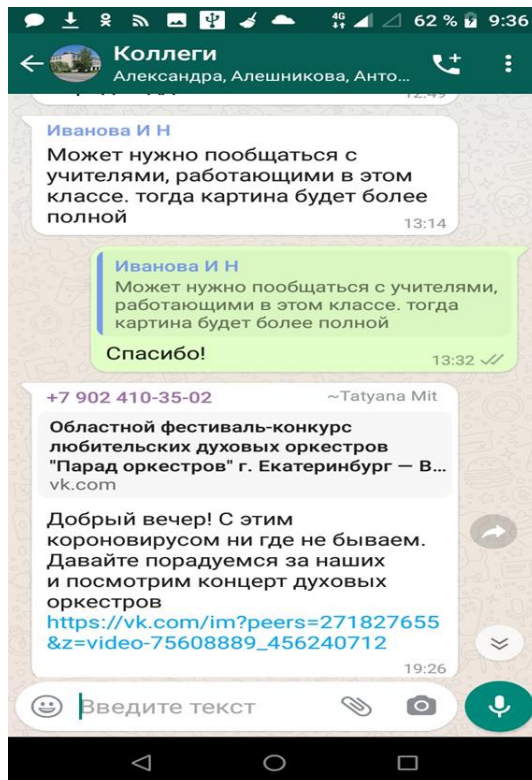 4G 62 % 9:36
Коллеги
Александра, Алешникова, Анто...
12:49
Иванова И Н
Может нужно пообщаться с
учителями, работающими в этом
классе. тогда картина будет более
полной
13:14
Иванова И Н
Может нужно пообщаться с учителями,
работающими в этом классе. тогда
картина будет более полной
Спасибо!
13:32
+7 902 410-35-02 ~Tatyana Mit
Областной фестиваль-конкурс
любительских духовых оркестров
"Парад оркестров" г. Екатеринбург — В...
vk.com
Добрый вечер! С этим
короновирусом ни где не бываем.
Давайте порадуемся за наших
и посмотрим концерт духовых
оркестров
https://vk.com/im?peers=271827655
&z=video-75608889_456240712
19:26
Введите текст